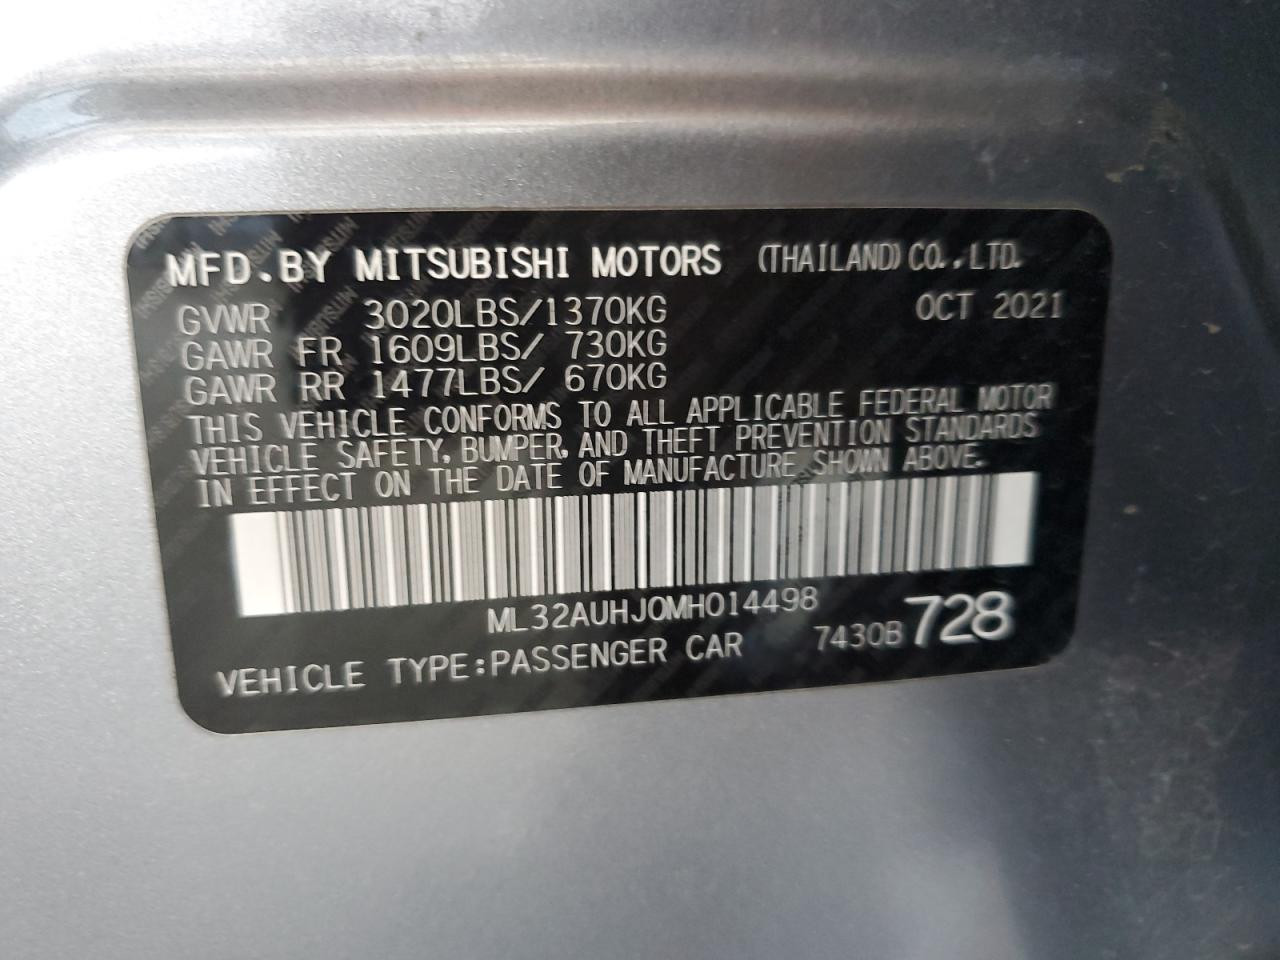 MFD.BY MITSUBISHI MOTORS (THAILAND) CO.,LTD.
GVWR 3020LBS/1370KG OCT 2021
GAWR FR 1609LBS/ 730KG
GAWR RR 1477LBS/ 670KG
THIS VEHICLE CONFORMS TO ALL APPLICABLE FEDERAL MOTOR
VEHICLE SAFETY, BUMPER, AND THEFT PREVENTION STANDARDS
IN EFFECT ON THE DATE OF MANUFACTURE SHOWN ABOVE.
ML32AUHJ0MH014498
VEHICLE TYPE:PASSENGER CAR 7430B 728